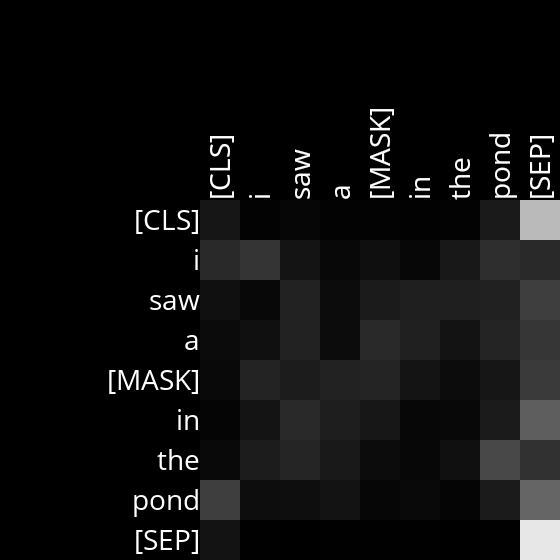 [CLS] i saw a [MASK] in the pond [SEP]
[CLS]
i
saw
a
[MASK]
in
the
pond
[SEP]